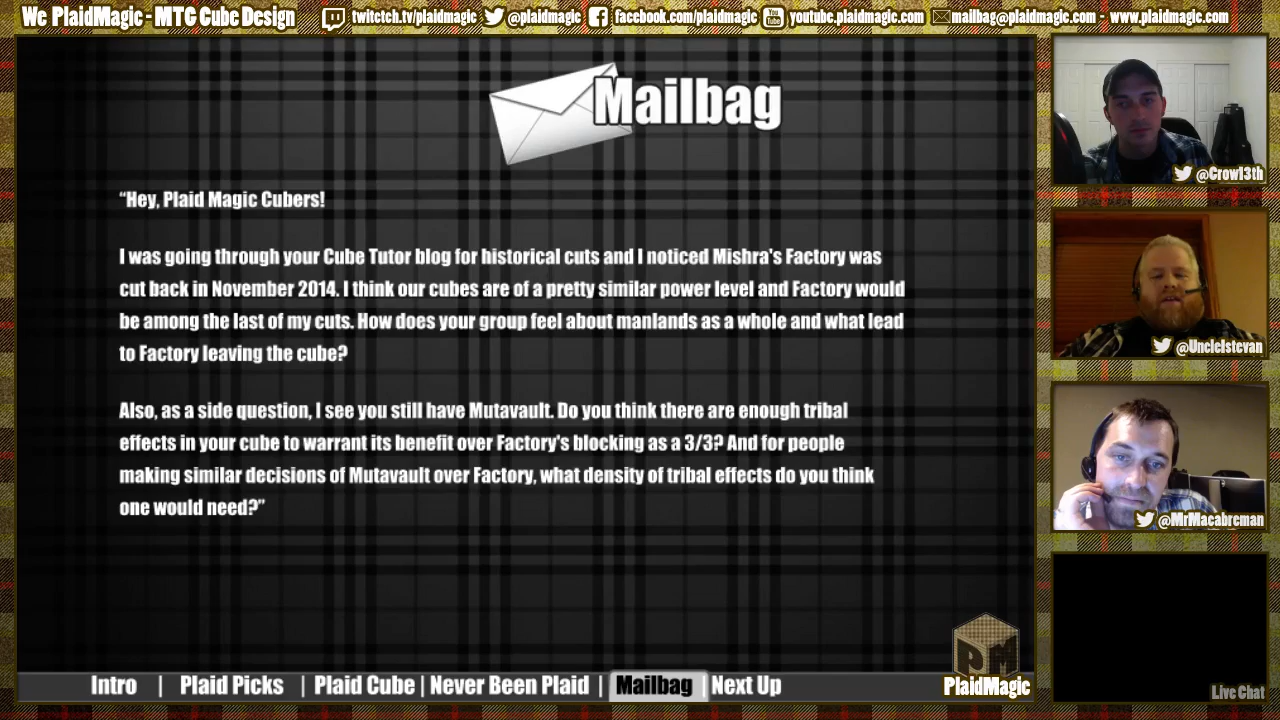 We PlaidMagic - MTG Cube Design
twitctch.tv/plaidmagic
@plaidmagic
facebook.com/plaidmagic
You Tube
youtube.plaidmagic.com
mailbag@plaidmagic.com - www.plaidmagic.com
Mailbag
“Hey, Plaid Magic Cubers!
I was going through your Cube Tutor blog for historical cuts and I noticed Mishra's Factory was
cut back in November 2014. I think our cubes are of a pretty similar power level and Factory would
be among the last of my cuts. How does your group feel about manlands as a whole and what lead
to Factory leaving the cube?
Also, as a side question, I see you still have Mutavault. Do you think there are enough tribal
effects in your cube to warrant its benefit over Factory's blocking as a 3/3? And for people
making similar decisions of Mutavault over Factory, what density of tribal effects do you think
one would need?”
@Crow13th
@UncleIstevan
@MrMacabreman
Live Chat
PM
PlaidMagic
Intro | Plaid Picks | Plaid Cube | Never Been Plaid | Mailbag | Next Up